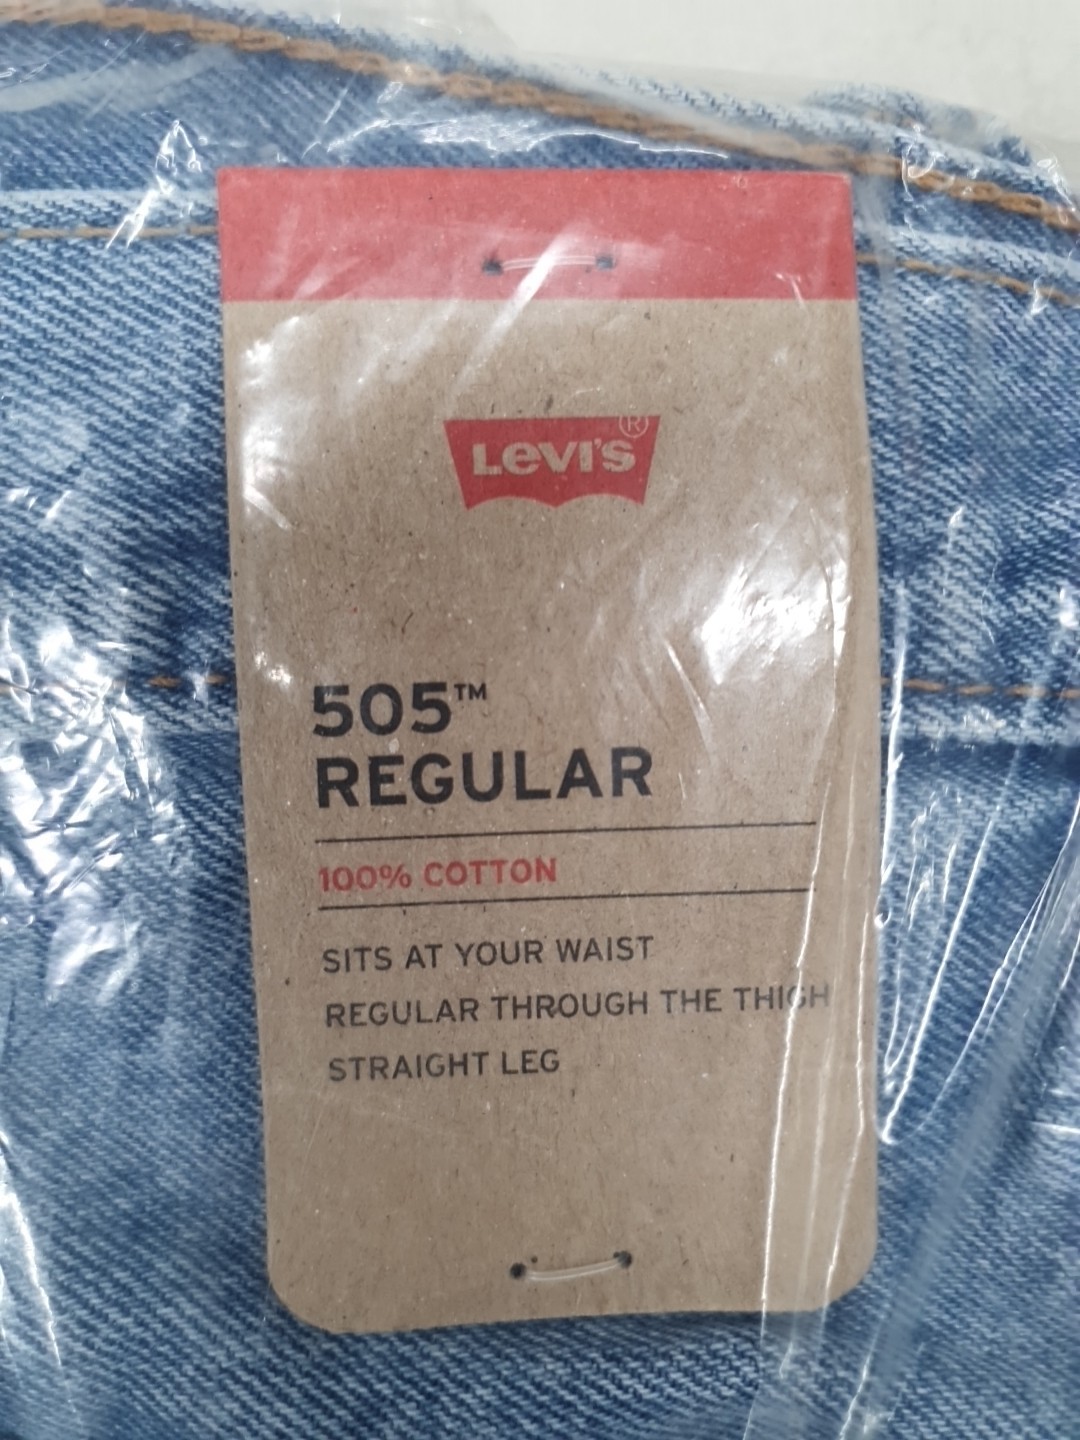 Levi's®
505™
REGULAR
100% COTTON
SITS AT YOUR WAIST
REGULAR THROUGH THE THIGH
STRAIGHT LEG